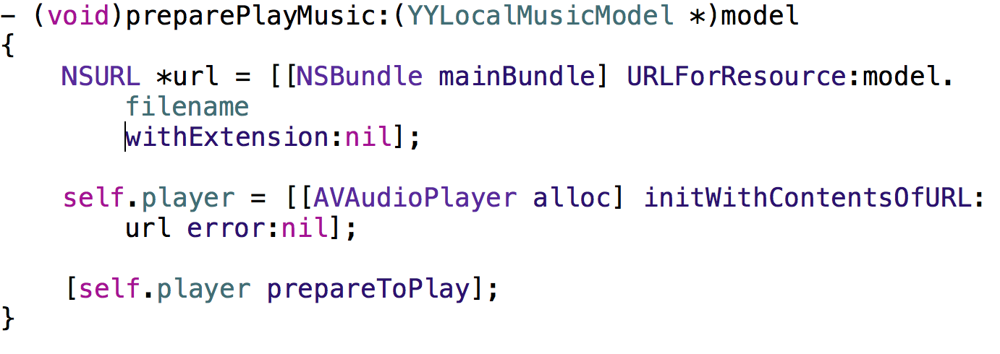 - (void)preparePlayMusic:(YYLocalMusicModel *)model
{
    NSURL *url = [[NSBundle mainBundle] URLForResource:model.
        filename
        withExtension:nil];

    self.player = [[AVAudioPlayer alloc] initWithContentsOfURL:
        url error:nil];

    [self.player prepareToPlay];
}